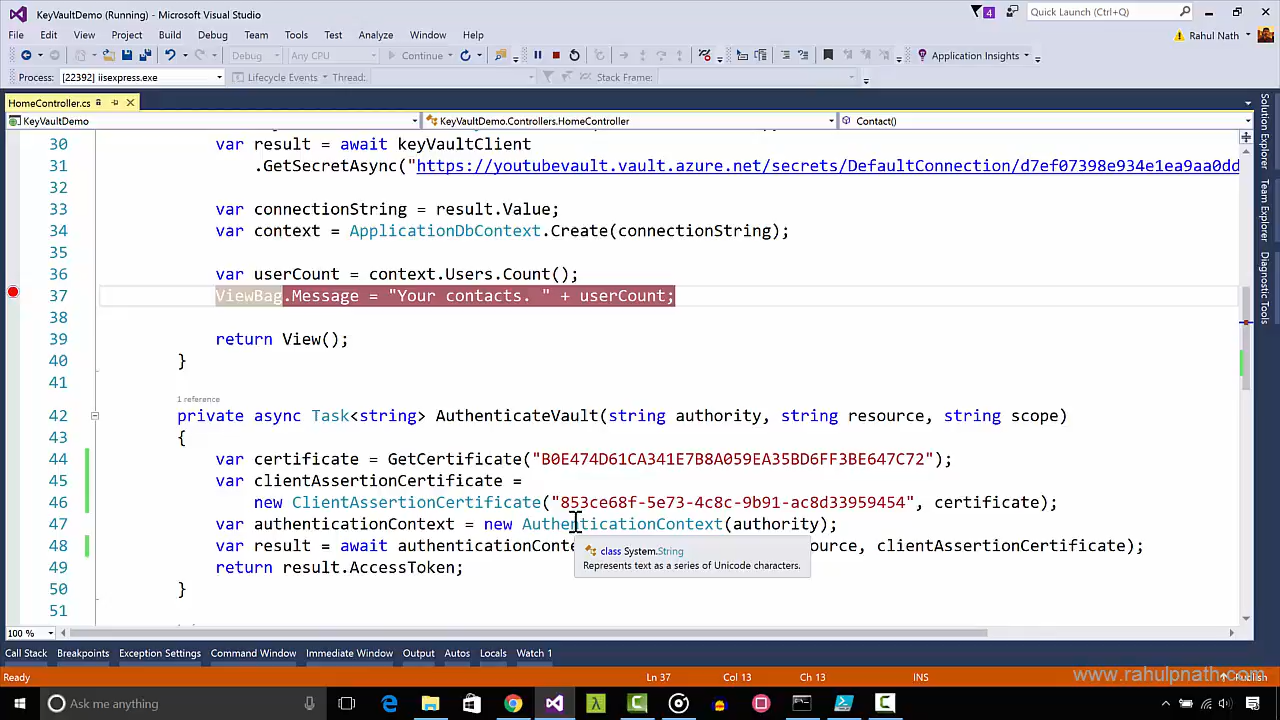 KeyVaultDemo (Running) - Microsoft Visual Studio
4
Quick Launch (Ctrl+Q)
File Edit View Project Build Debug Team Tools Test Analyze Window Help
Rahul Nath
Debug Any CPU Continue Application Insights
Process: [22392] iisexpress.exe Lifecycle Events Thread: Stack Frame:
HomeController.cs
KeyVaultDemo KeyVaultDemo.Controllers.HomeController Contact()
30 var result = await keyVaultClient
31 .GetSecretAsync("https://youtubevault.vault.azure.net/secrets/DefaultConnection/d7ef07398e934e1ea9aa0dd
32
33 var connectionString = result.Value;
34 var context = ApplicationDbContext.Create(connectionString);
35
36 var userCount = context.Users.Count();
37 ViewBag.Message = "Your contacts. " + userCount;
38
39 return View();
40 }
41
1 reference
42 private async Task<string> AuthenticateVault(string authority, string resource, string scope)
43 {
44 var certificate = GetCertificate("B0E474D61CA341E7B8A059EA35BD6FF3BE647C72");
45 var clientAssertionCertificate =
46 new ClientAssertionCertificate("853ce68f-5e73-4c8c-9b91-ac8d33959454", certificate);
47 var authenticationContext = new AuthenticationContext(authority);
48 var result = await authenticationConte ource, clientAssertionCertificate);
class System.String
Represents text as a series of Unicode characters.
49 return result.AccessToken;
50 }
51
Solution Explorer
Team Explorer
Diagnostic Tools
100 %
Call Stack Breakpoints Exception Settings Command Window Immediate Window Output Autos Locals Watch 1
Ready Ln 37 Col 13 Ch 13 INS Publish
www.rahulpnath.com
Ask me anything